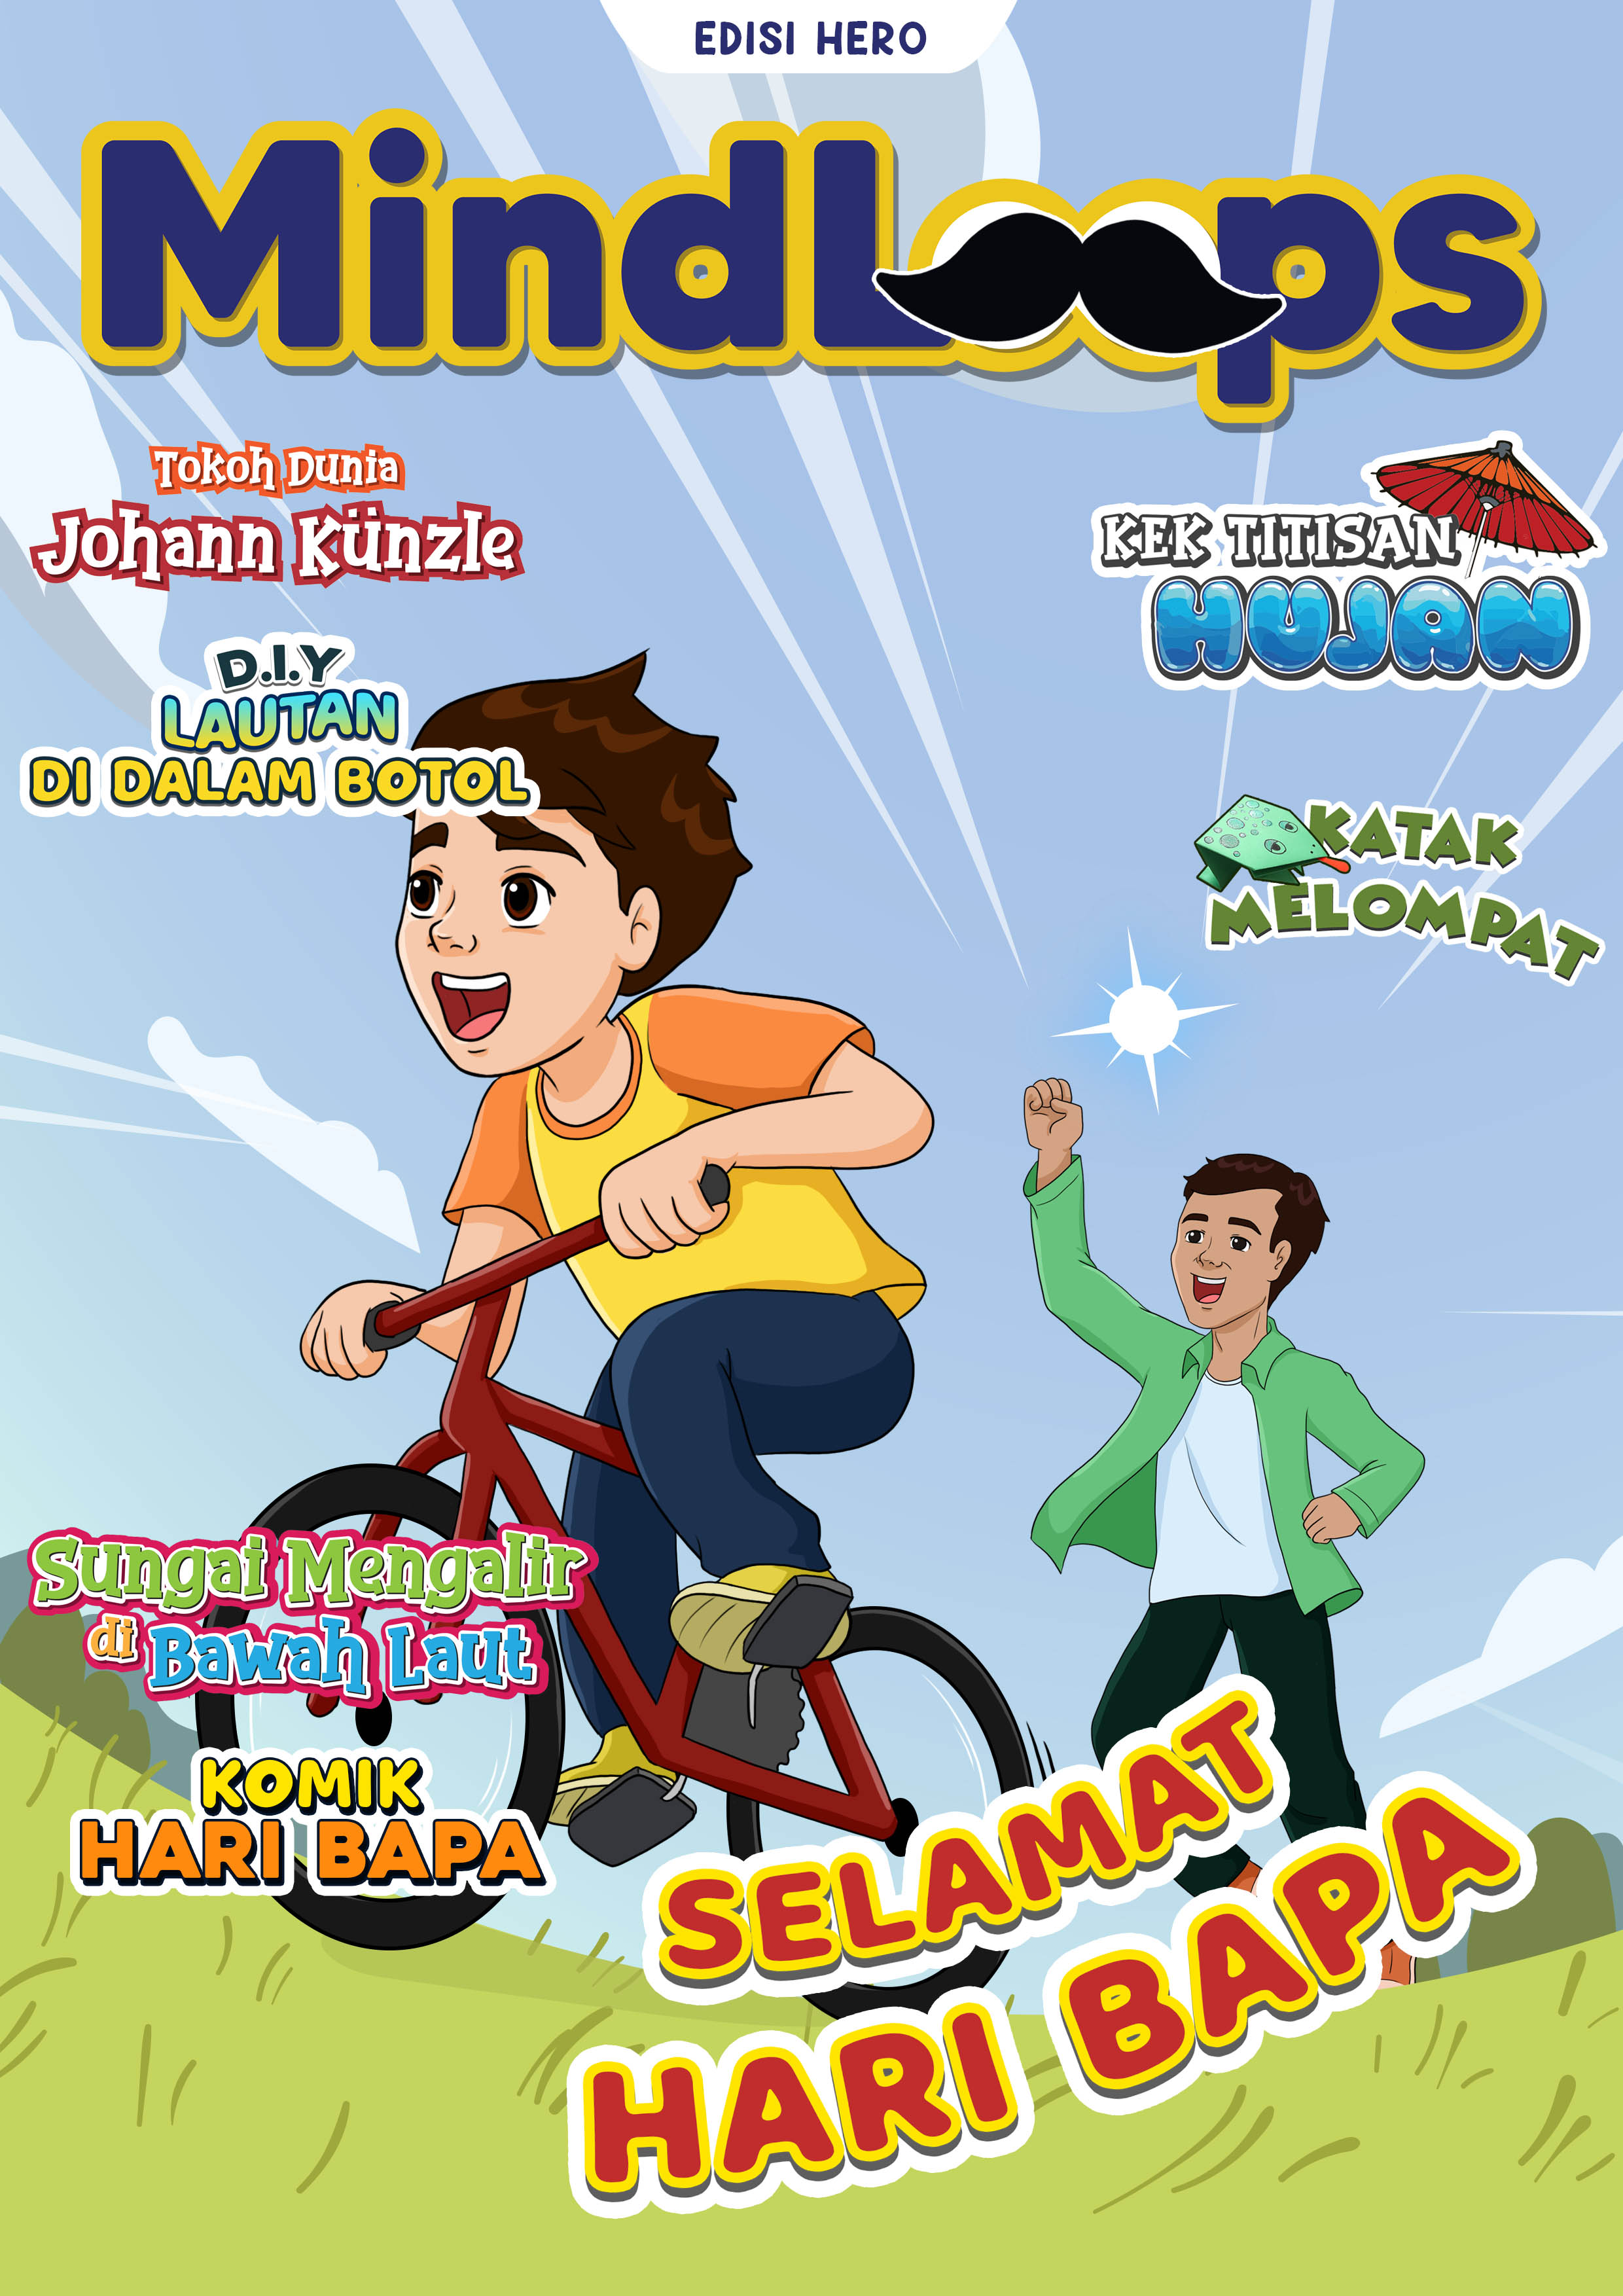 EDISI HERO
MindLoops
Tokoh Dunia
Johann Künzle
D.I.Y
LAUTAN
DI DALAM BOTOL
KEK TITISAN
HUJAN
KATAK
MELOMPAT
Sungai Mengalir
di Bawah Laut
KOMIK
HARI BAPA
SELAMAT
HARI BAPA